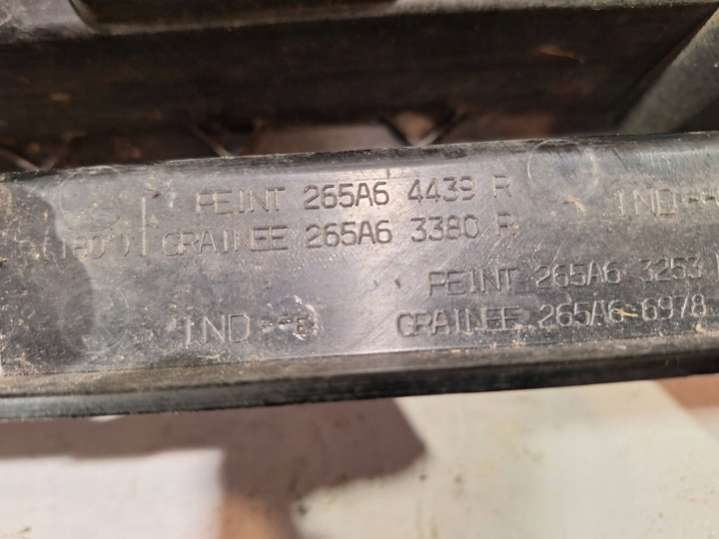 PEINT 265A6 4439 R
IND--
GRAINEE 265A6 3380 R
PEINT 265A6 3253
IND--B
GRAINEE 265A6 6978